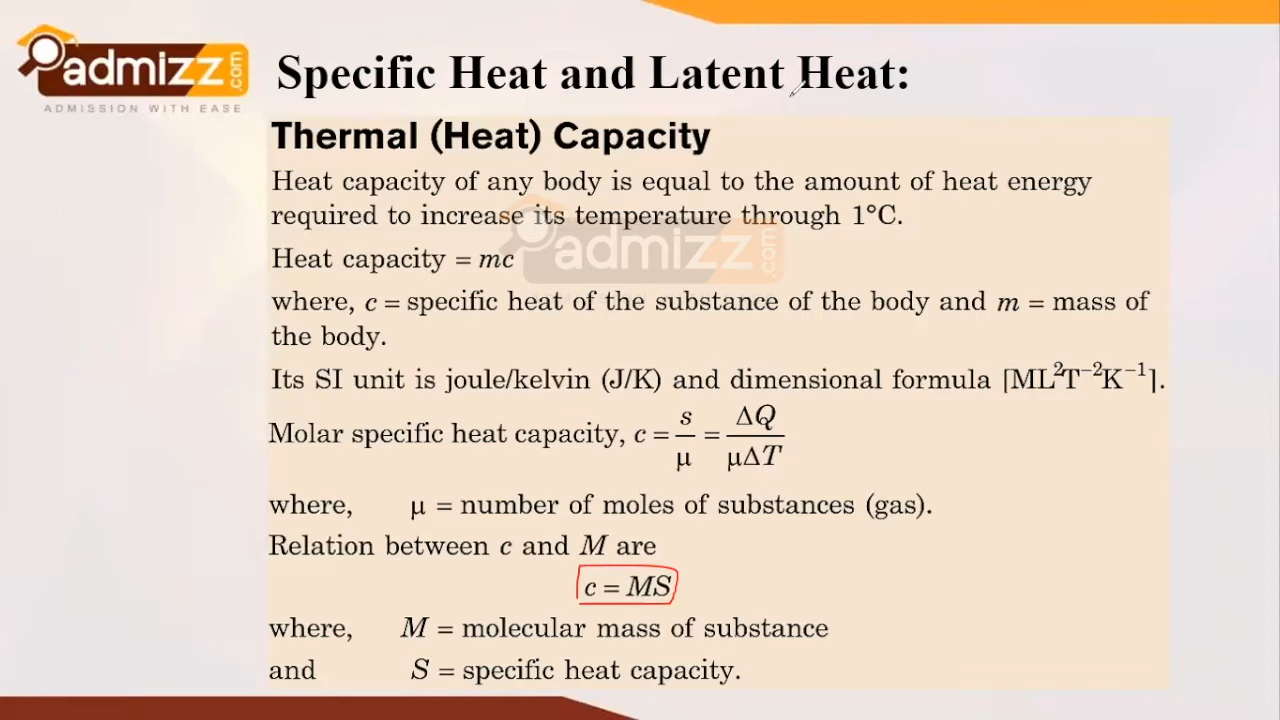 admizz.com
ADMISSION WITH EASE
Specific Heat and Latent Heat:
Thermal (Heat) Capacity
Heat capacity of any body is equal to the amount of heat energy
required to increase its temperature through 1°C.
admizz.com
Heat capacity = mc
where, c = specific heat of the substance of the body and m = mass of
the body.
Its SI unit is joule/kelvin (J/K) and dimensional formula [ML²T⁻²K⁻¹].
Molar specific heat capacity, c = s/μ = ΔQ/μΔT
where, μ = number of moles of substances (gas).
Relation between c and M are
c = MS
where, M = molecular mass of substance
and S = specific heat capacity.